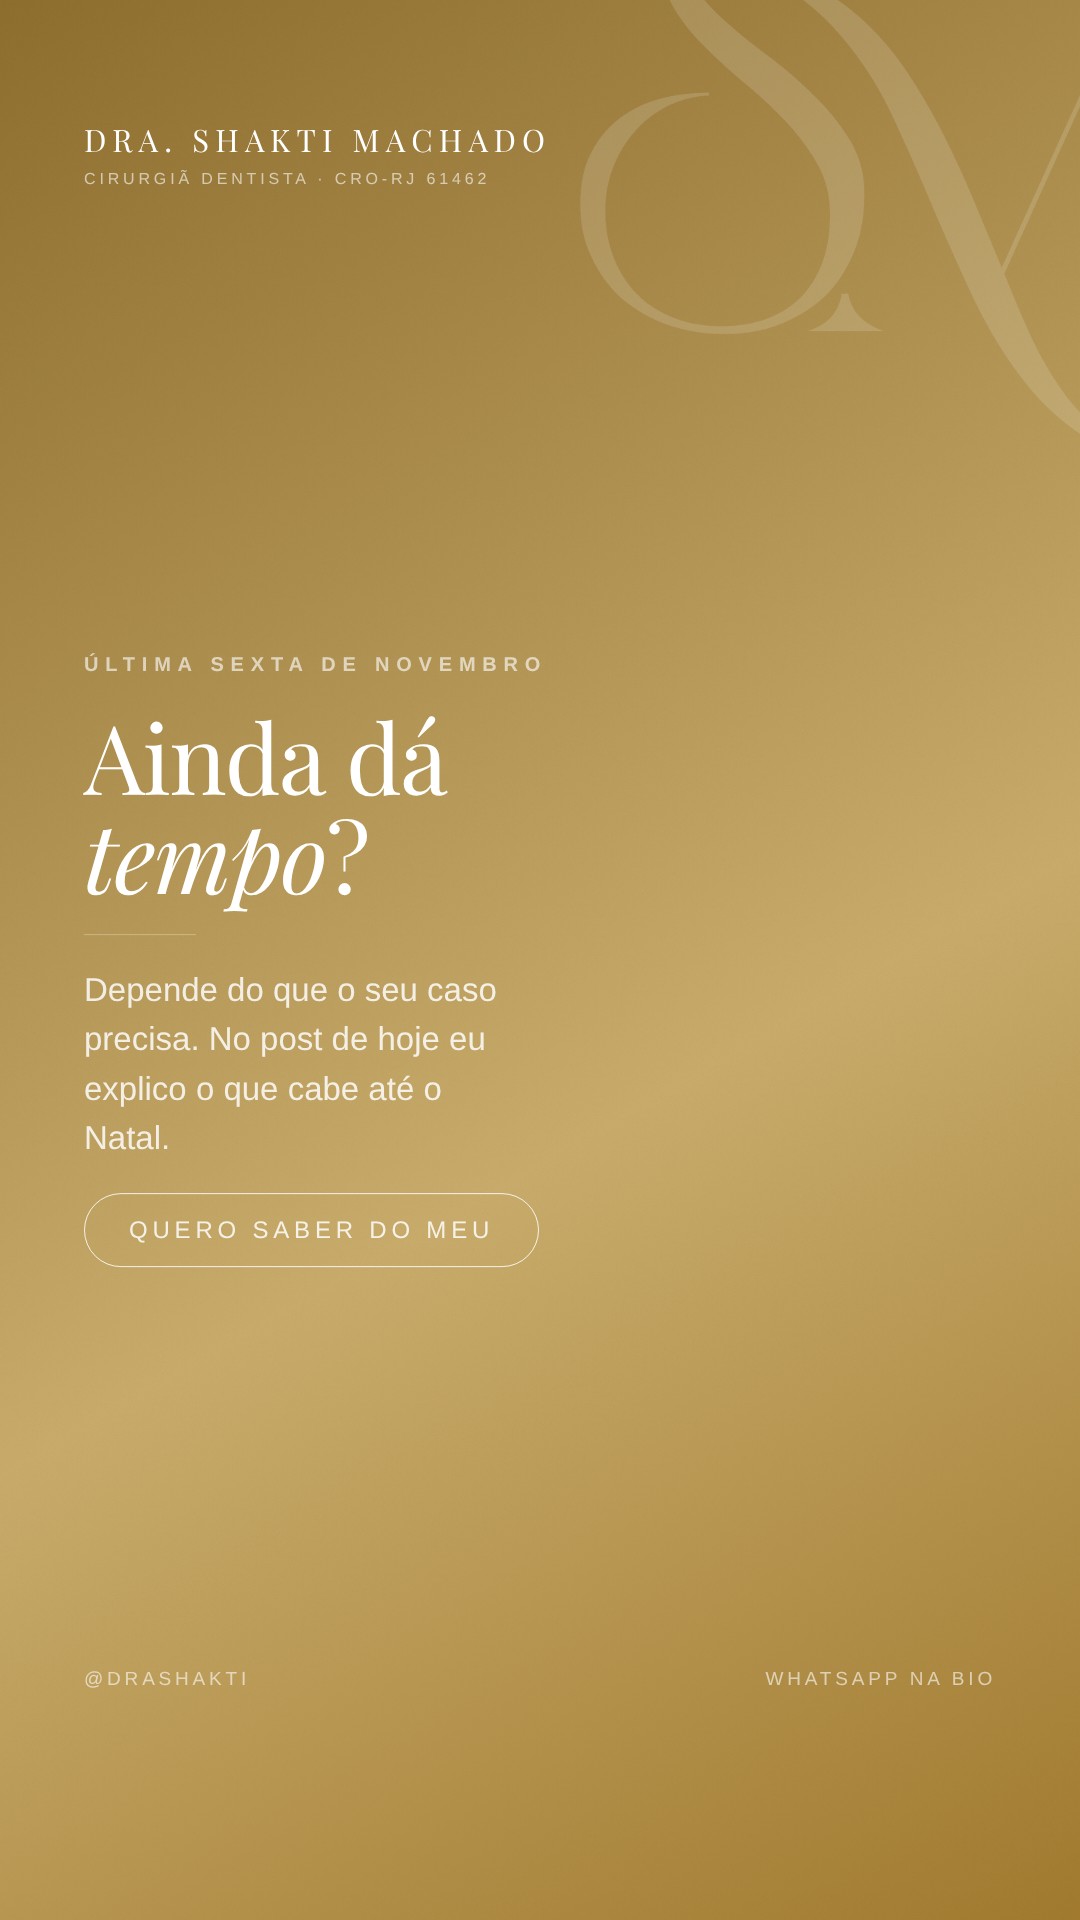 DRA. SHAKTI MACHADO
CIRURGIÃ DENTISTA · CRO-RJ 61462
ÚLTIMA SEXTA DE NOVEMBRO
Ainda dá
tempo?
Depende do que o seu caso
precisa. No post de hoje eu
explico o que cabe até o
Natal.
QUERO SABER DO MEU
@DRASHAKTI
WHATSAPP NA BIO